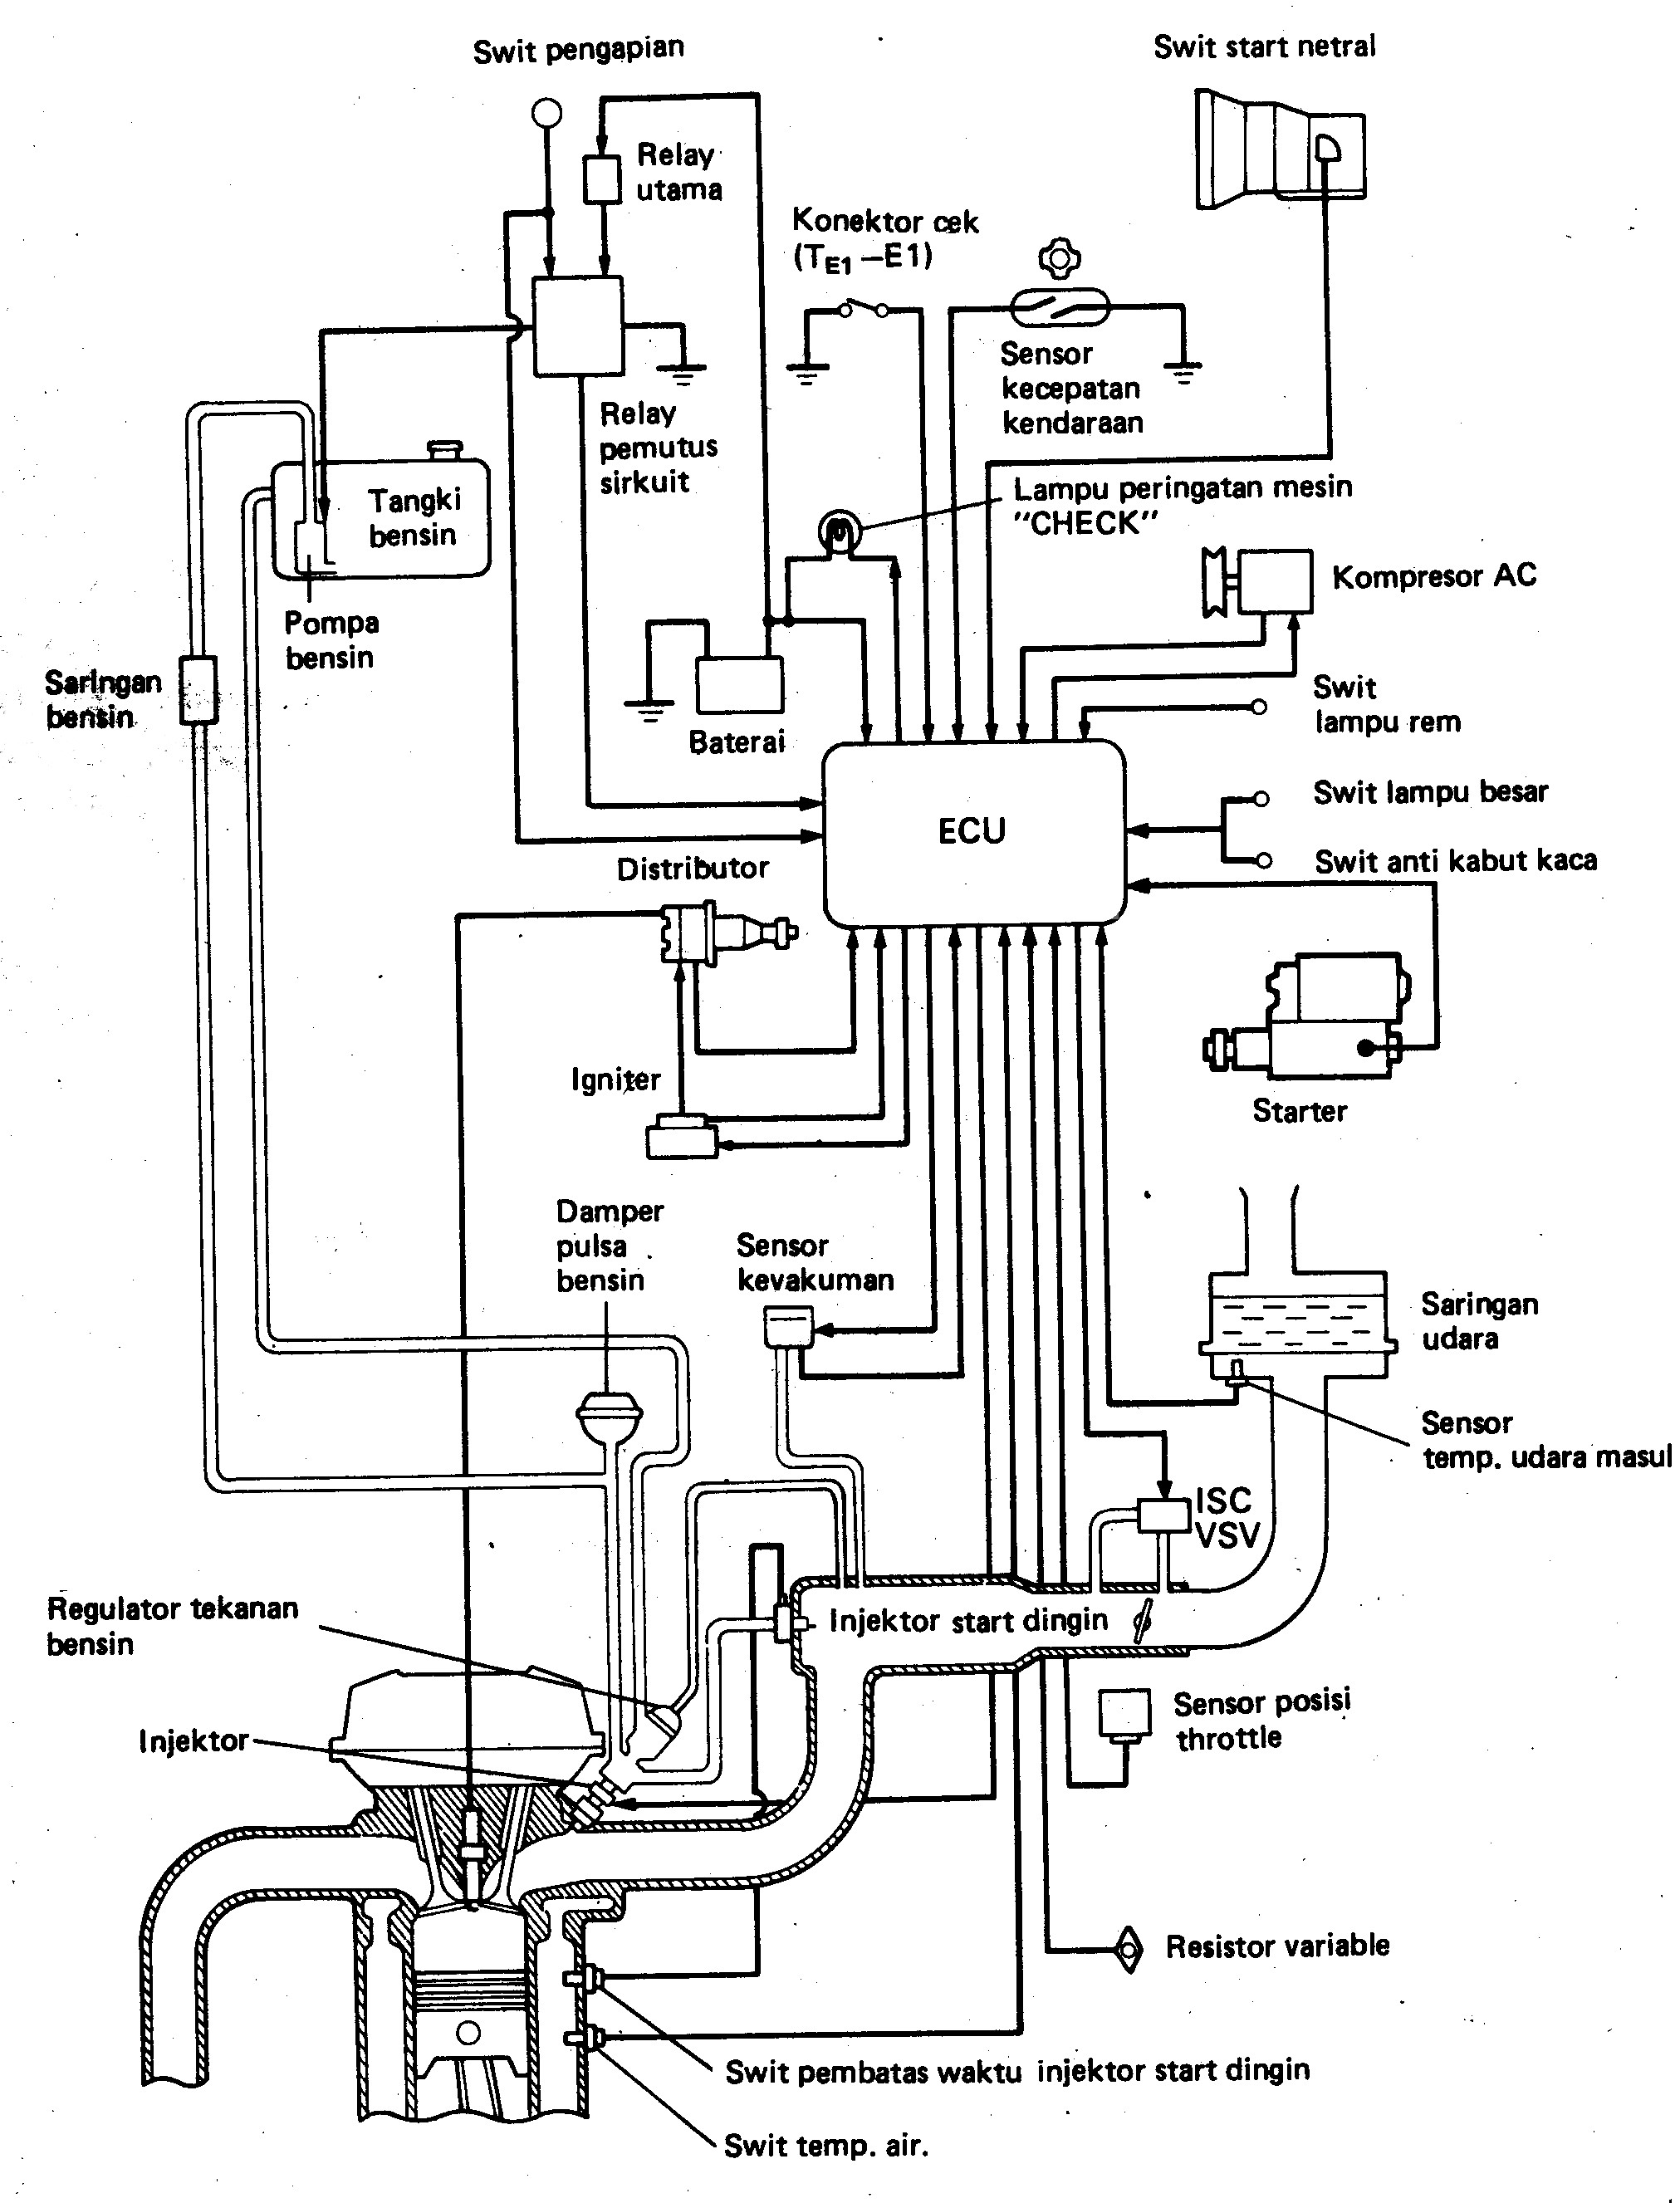 Swit pengapian
Swit start netral
Relay
utama
Konektor cek
(TE1 –E1)
Sensor
kecepatan
kendaraan
Relay
pemutus
sirkuit
Lampu peringatan mesin
"CHECK"
Tangki
bensin
Kompresor AC
Pompa
bensin
Saringan
bensin
Swit
lampu rem
Baterai
Swit lampu besar
ECU
Swit anti kabut kaca
Distributor
Igniter
Starter
Damper
pulsa
bensin
Sensor
kevakuman
Saringan
udara
Sensor
temp. udara masul
ISC
VSV
Regulator tekanan
bensin
Injektor start dingin
Sensor posisi
throttle
Injektor
Resistor variable
Swit pembatas waktu injektor start dingin
Swit temp. air.